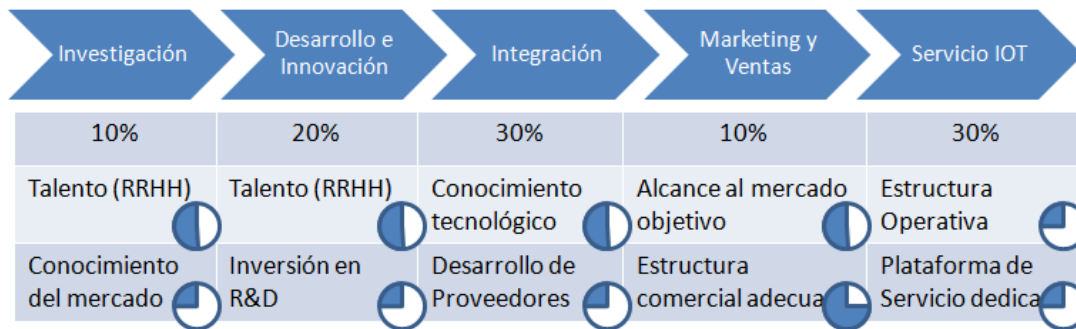 Investigación
Desarrollo e
Innovación
Integración
Marketing y
Ventas
Servicio IOT
10%
20%
30%
10%
30%
Talento (RRHH)
Talento (RRHH)
Conocimiento
tecnológico
Alcance al mercado
objetivo
Estructura
Operativa
Conocimiento
del mercado
Inversión en
R&D
Desarrollo de
Proveedores
Estructura
comercial adecua
Plataforma de
Servicio dedica